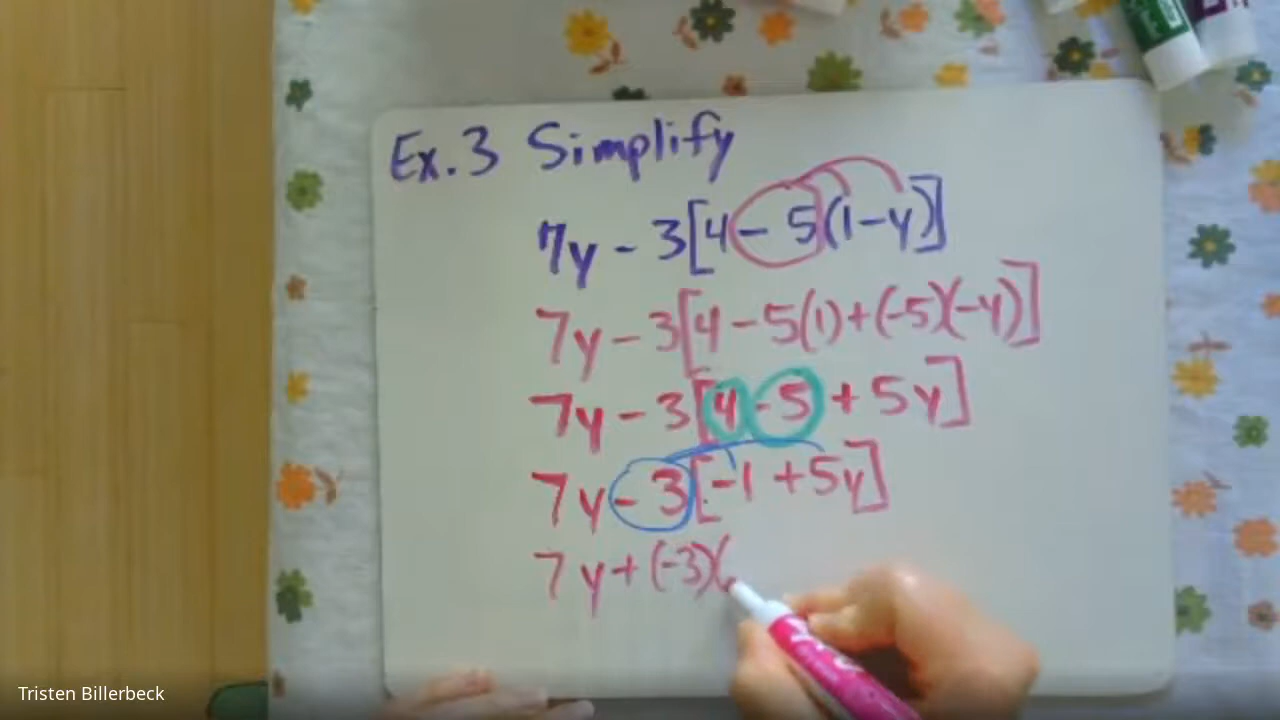 Ex.3 Simplify
7y - 3[4 - 5(1-y)]
7y - 3[4 - 5(1) + (-5)(-y)]
7y - 3[4 - 5 + 5y]
7y - 3[-1 + 5y]
7y + (-3)(
Tristen Billerbeck